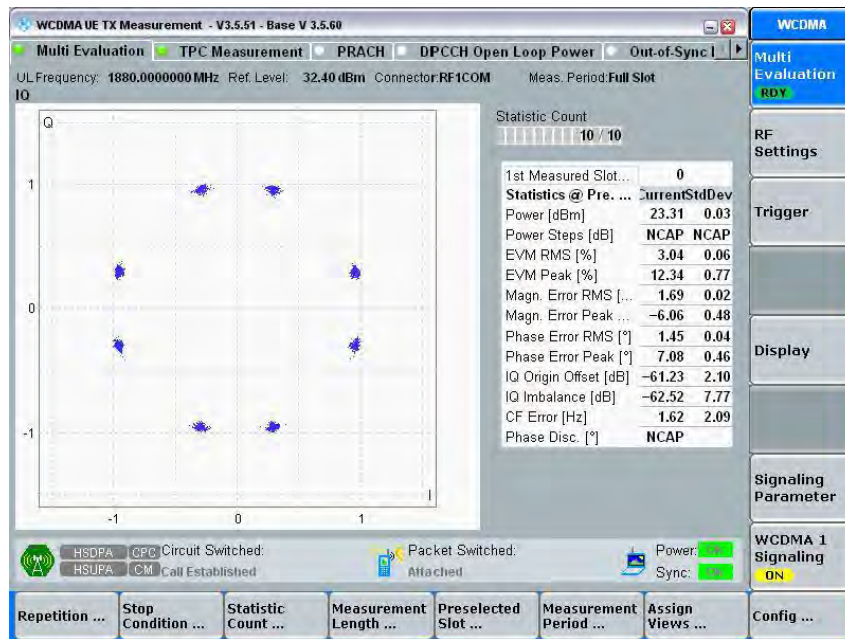 WCDMA UE TX Measurement - V3.5.51 - Base V 3.5.60
WCDMA
Multi Evaluation TPC Measurement PRACH DPCCH Open Loop Power Out-of-Sync
UL Frequency: 1880.0000000 MHz Ref. Level: 32.40 dBm Connector:RF1COM Meas. Period:Full Slot
IQ
Multi Evaluation
RDY
RF Settings
Trigger
Display
Signaling Parameter
WCDMA 1 Signaling
ON
Q
1
0
-1
-1 0 1
I
Statistic Count
10 / 10
1st Measured Slot... 0
Statistics @ Pre. ... CurrentStdDev
Power [dBm] 23.31 0.03
Power Steps [dB] NCAP NCAP
EVM RMS [%] 3.04 0.06
EVM Peak [%] 12.34 0.77
Magn. Error RMS [... 1.69 0.02
Magn. Error Peak ... -6.06 0.48
Phase Error RMS [°] 1.45 0.04
Phase Error Peak [°] 7.08 0.46
IQ Origin Offset [dB] -61.23 2.10
IQ Imbalance [dB] -62.52 7.77
CF Error [Hz] 1.62 2.09
Phase Disc. [°] NCAP
HSDPA CPC Circuit Switched: Packet Switched: Power:
HSUPA CM Call Established Attached Sync:
Repetition ... Stop Condition ... Statistic Count ... Measurement Length ... Preselected Slot ... Measurement Period ... Assign Views ... Config ...